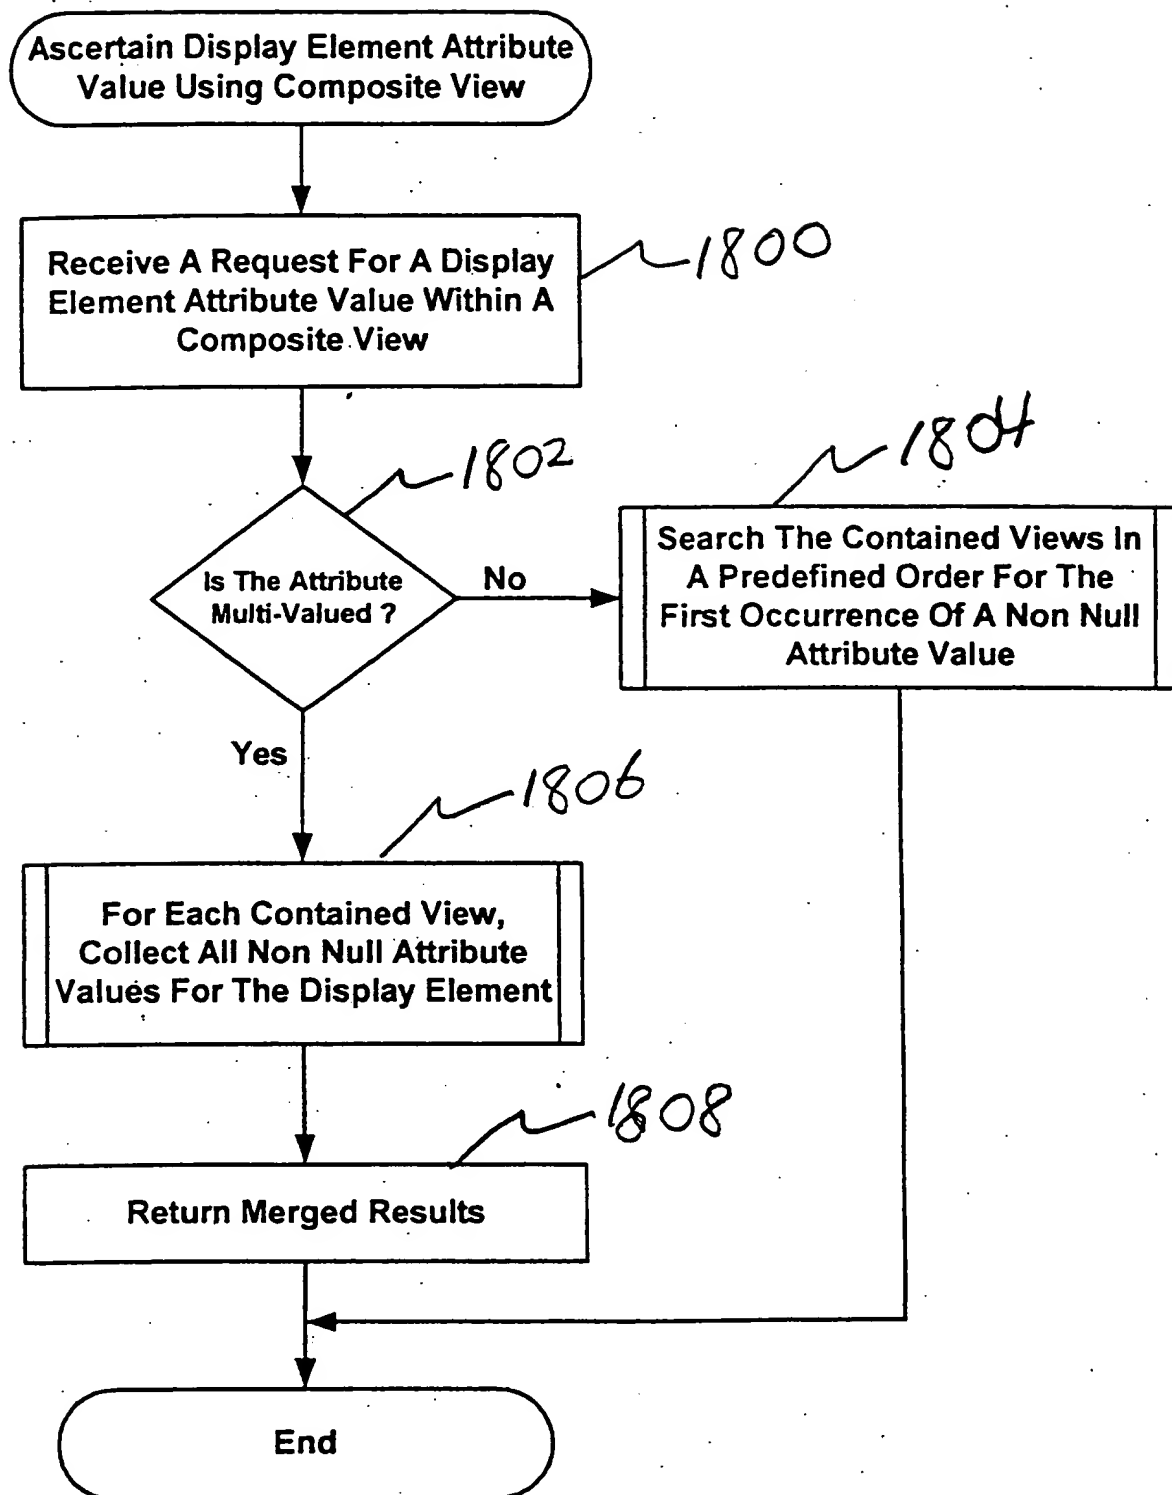 Ascertain Display Element Attribute
Value Using Composite View
Receive A Request For A Display
Element Attribute Value Within A
Composite View
1800
1802
Is The Attribute
Multi-Valued ?
No
1804
Search The Contained Views In
A Predefined Order For The
First Occurrence Of A Non Null
Attribute Value
Yes
1806
For Each Contained View,
Collect All Non Null Attribute
Values For The Display Element
1808
Return Merged Results
End